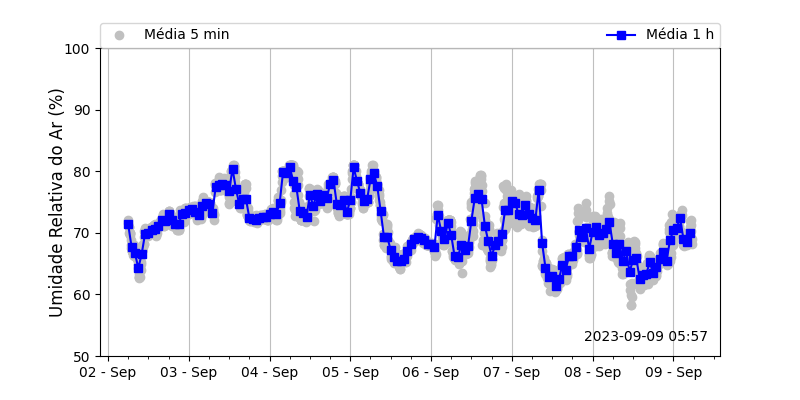 Média 5 min
Média 1 h
Umidade Relativa do Ar (%)
100
90
80
70
60
50
2023-09-09 05:57
02 - Sep
03 - Sep
04 - Sep
05 - Sep
06 - Sep
07 - Sep
08 - Sep
09 - Sep